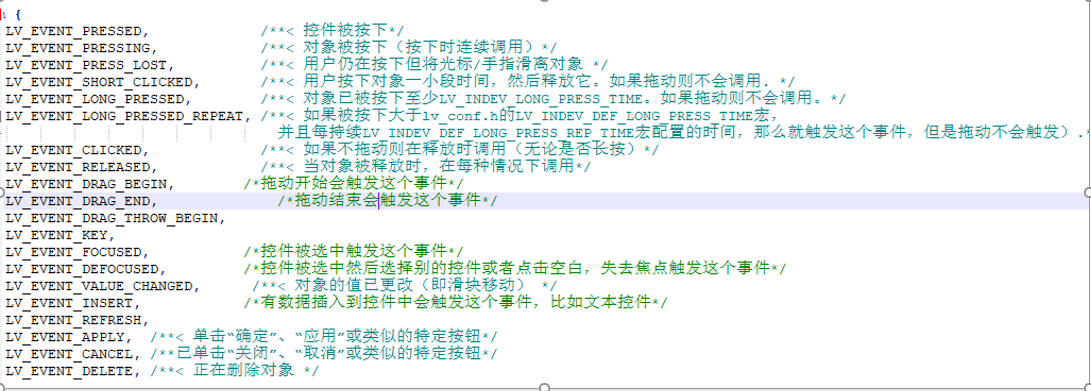 {
LV_EVENT_PRESSED, /**< 控件被按下*/
LV_EVENT_PRESSING, /**< 对象被按下（按下时连续调用）*/
LV_EVENT_PRESS_LOST, /**< 用户仍在按下但将光标/手指滑离对象 */
LV_EVENT_SHORT_CLICKED, /**< 用户按下对象一小段时间，然后释放它。如果拖动则不会调用. */
LV_EVENT_LONG_PRESSED, /**< 对象已被按下至少LV_INDEV_LONG_PRESS_TIME。如果拖动则不会调用。*/
LV_EVENT_LONG_PRESSED_REPEAT, /**< 如果被按下大于lv_conf.h的LV_INDEV_DEF_LONG_PRESS_TIME宏，
并且每持续LV_INDEV_DEF_LONG_PRESS_REP_TIME宏配置的时间，那么就触发这个事件，但是拖动不会触发）.*
LV_EVENT_CLICKED, /**< 如果不拖动则在释放时调用（无论是否长按）*/
LV_EVENT_RELEASED, /**< 当对象被释放时，在每种情况下调用*/
LV_EVENT_DRAG_BEGIN, /*拖动开始会触发这个事件*/
LV_EVENT_DRAG_END, /*拖动结束会触发这个事件*/
LV_EVENT_DRAG_THROW_BEGIN,
LV_EVENT_KEY,
LV_EVENT_FOCUSED, /*控件被选中触发这个事件*/
LV_EVENT_DEFOCUSED, /*控件被选中然后选择别的控件或者点击空白，失去焦点触发这个事件*/
LV_EVENT_VALUE_CHANGED, /**< 对象的值已更改（即滑块移动） */
LV_EVENT_INSERT, /*有数据插入到控件中会触发这个事件，比如文本控件*/
LV_EVENT_REFRESH,
LV_EVENT_APPLY, /**< 单击“确定”、“应用”或类似的特定按钮*/
LV_EVENT_CANCEL, /**已单击“关闭”、“取消”或类似的特定按钮*/
LV_EVENT_DELETE, /**< 正在删除对象 */